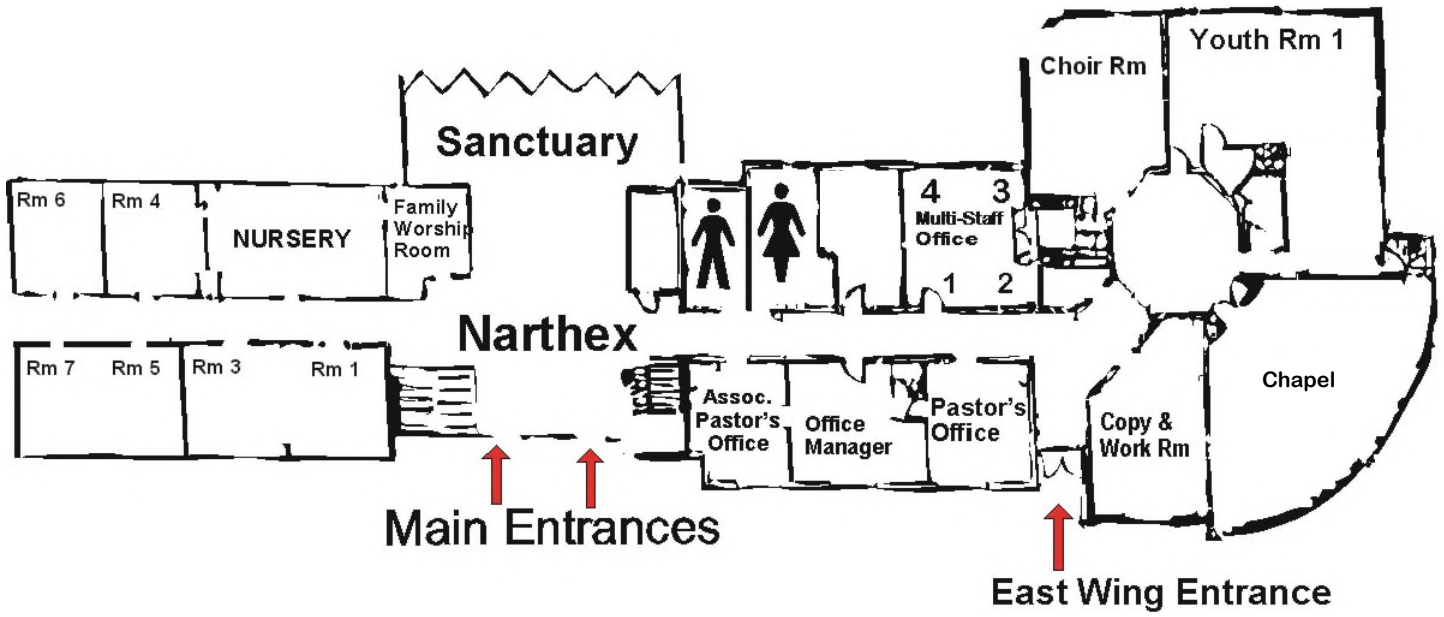 Youth Rm 1
Choir Rm
Sanctuary
Rm 6
Rm 4
NURSERY
Family
Worship
Room
4
3
Multi-Staff
Office
1
2
Narthex
Rm 7
Rm 5
Rm 3
Rm 1
Assoc.
Pastor's
Office
Office
Manager
Pastor's
Office
Copy &
Work Rm
Chapel
Main Entrances
East Wing Entrance